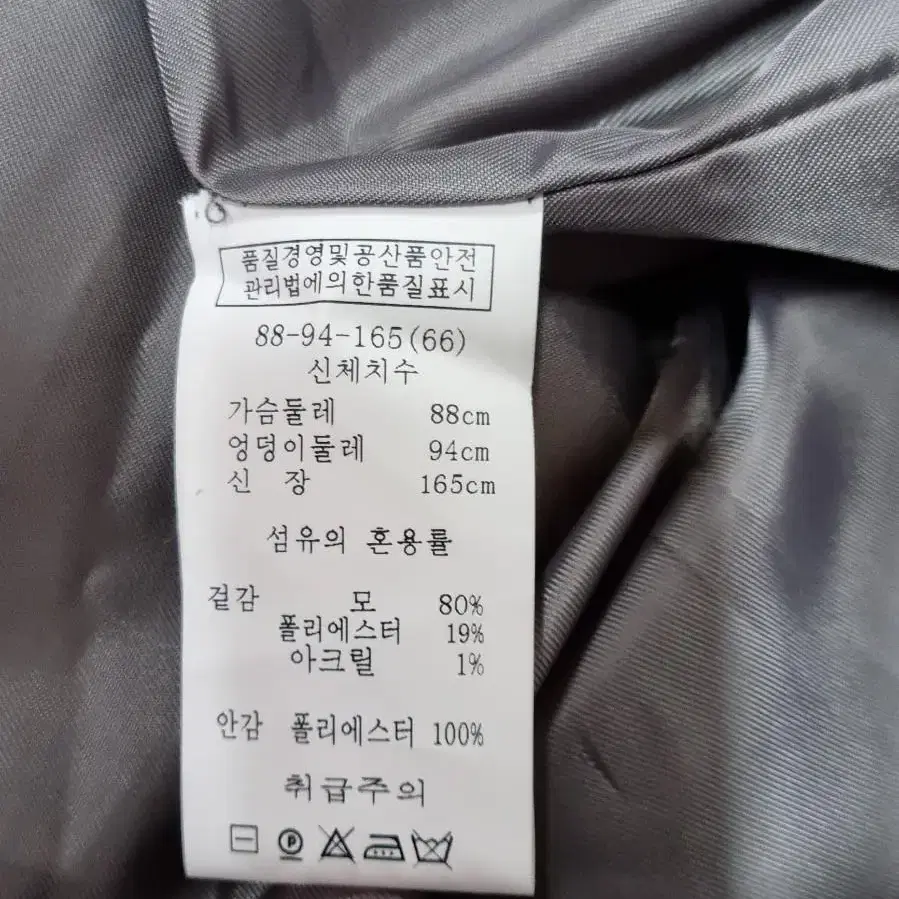 품질경영및공산품안전
관리법에의한품질표시
88-94-165(66)
신체치수
가슴둘레 88cm
엉덩이둘레 94cm
신 장 165cm
섬유의 혼용률
겉감 모 80%
폴리에스터 19%
아크릴 1%
안감 폴리에스터 100%
취급주의
P